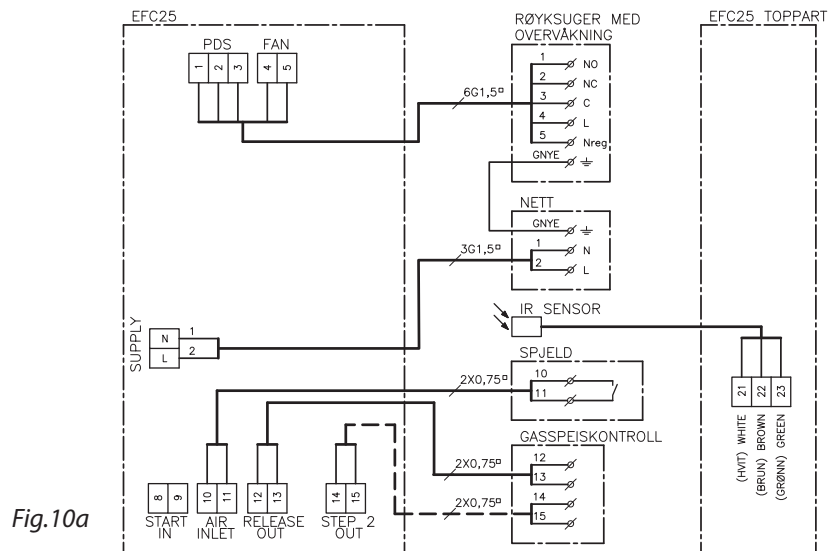 EFC25
PDS FAN
1 2 3 4 5
RØYKSUGER MED
OVERVÅKNING
1 NO
2 NC
3 C
4 L
5 Nreg
GNYE
6G1,5¤
EFC25 TOPPART
NETT
GNYE
1 N
2 L
3G1,5¤
SUPPLY
N 1
L 2
IR SENSOR
SPJELD
10
11
2X0,75¤
21 22 23
(HVIT) WHITE
(BRUN) BROWN
(GRØNN) GREEN
GASSPEISKONTROLL
12
13
14
15
2X0,75¤
2X0,75¤
8 9 10 11 12 13 14 15
START IN
AIR INLET
RELEASE OUT
STEP 2 OUT
Fig.10a